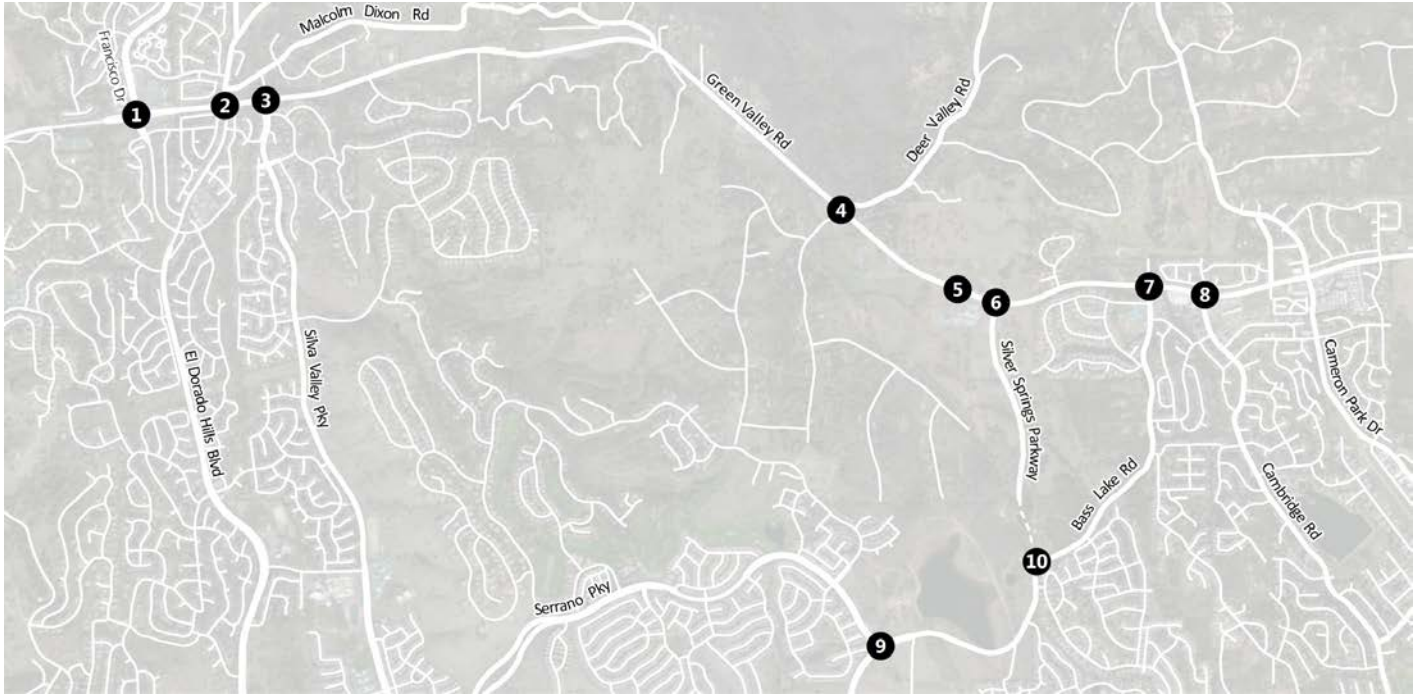 Malcolm Dixon Rd
Francisco Dr
1
2
3
Green Valley Rd
Deer Valley Rd
4
5
6
7
8
El Dorado Hills Blvd
Silva Valley Pky
Silver Springs Parkway
Cameron Park Dr
Bass Lake Rd
Cambridge Rd
10
Serrano Pky
9